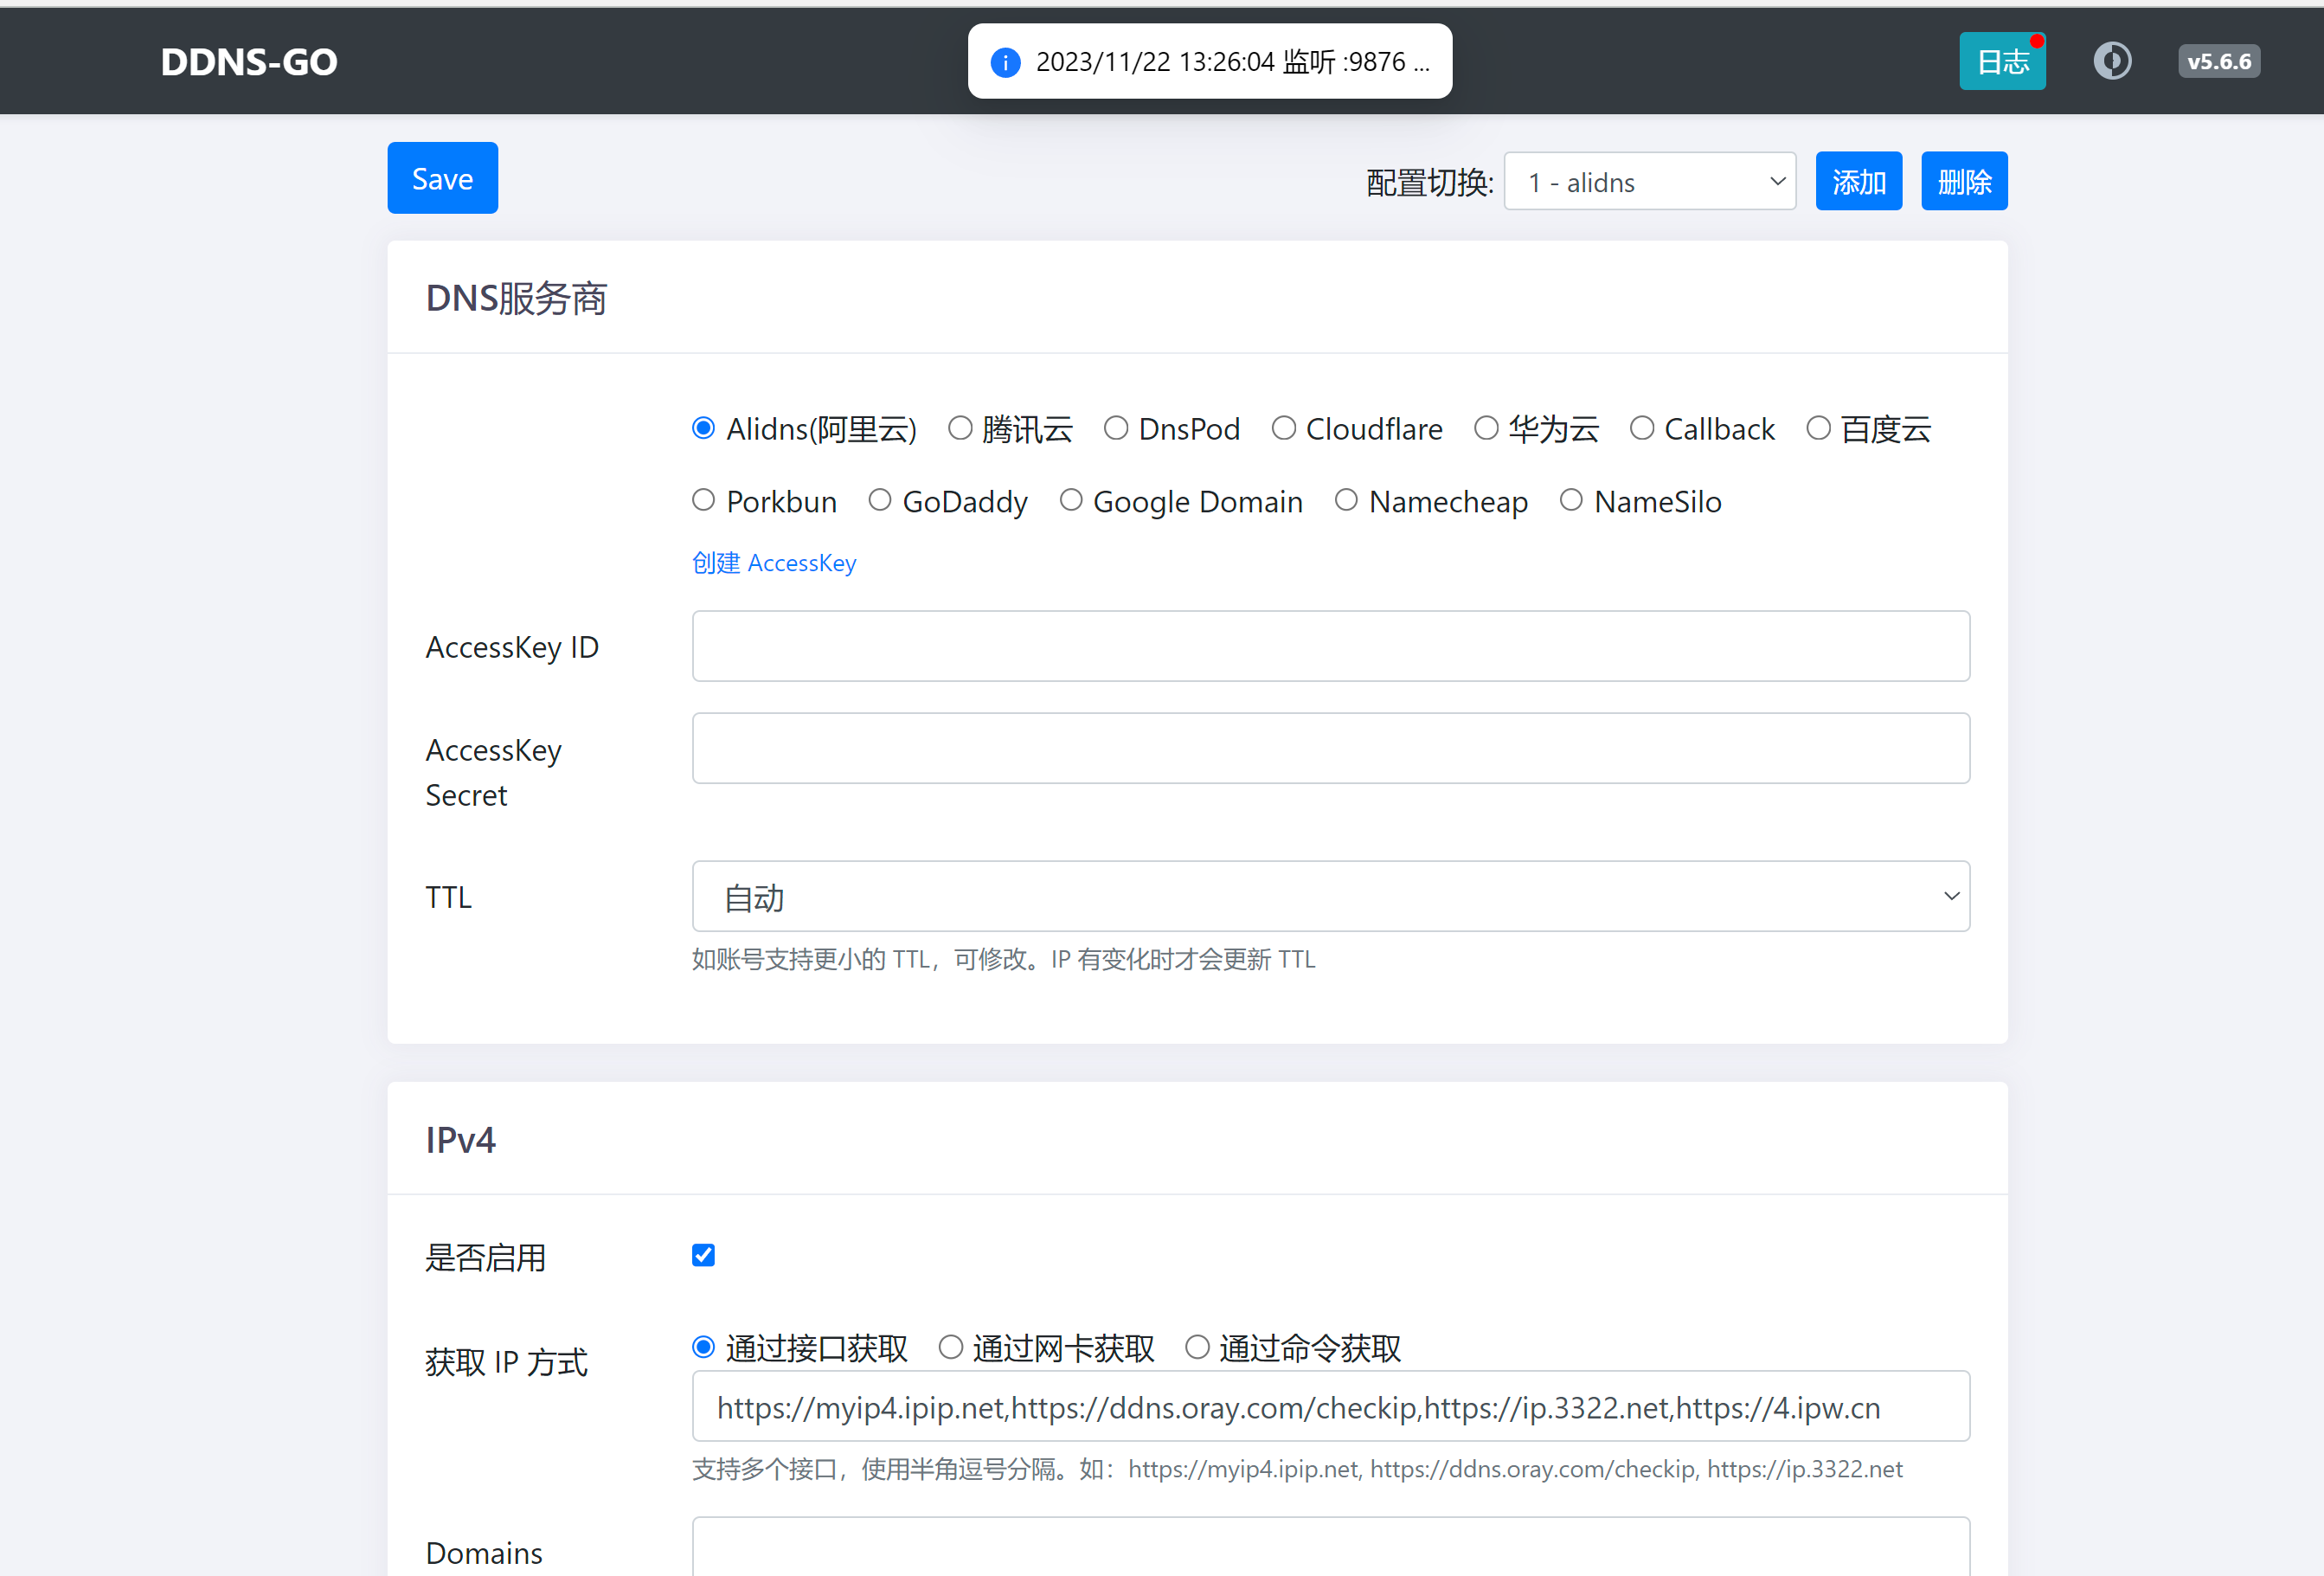 DDNS-GO
2023/11/22 13:26:04 监听 :9876 ...
日志
v5.6.6
Save
配置切换:
1 - alidns
添加
删除
DNS服务商
Alidns(阿里云) 腾讯云 DnsPod Cloudflare 华为云 Callback 百度云
Porkbun GoDaddy Google Domain Namecheap NameSilo
创建 AccessKey
AccessKey ID
AccessKey
Secret
TTL
自动
如账号支持更小的 TTL，可修改。IP 有变化时才会更新 TTL
IPv4
是否启用
获取 IP 方式
通过接口获取 通过网卡获取 通过命令获取
https://myip4.ipip.net,https://ddns.oray.com/checkip,https://ip.3322.net,https://4.ipw.cn
支持多个接口，使用半角逗号分隔。如：https://myip4.ipip.net, https://ddns.oray.com/checkip, https://ip.3322.net
Domains